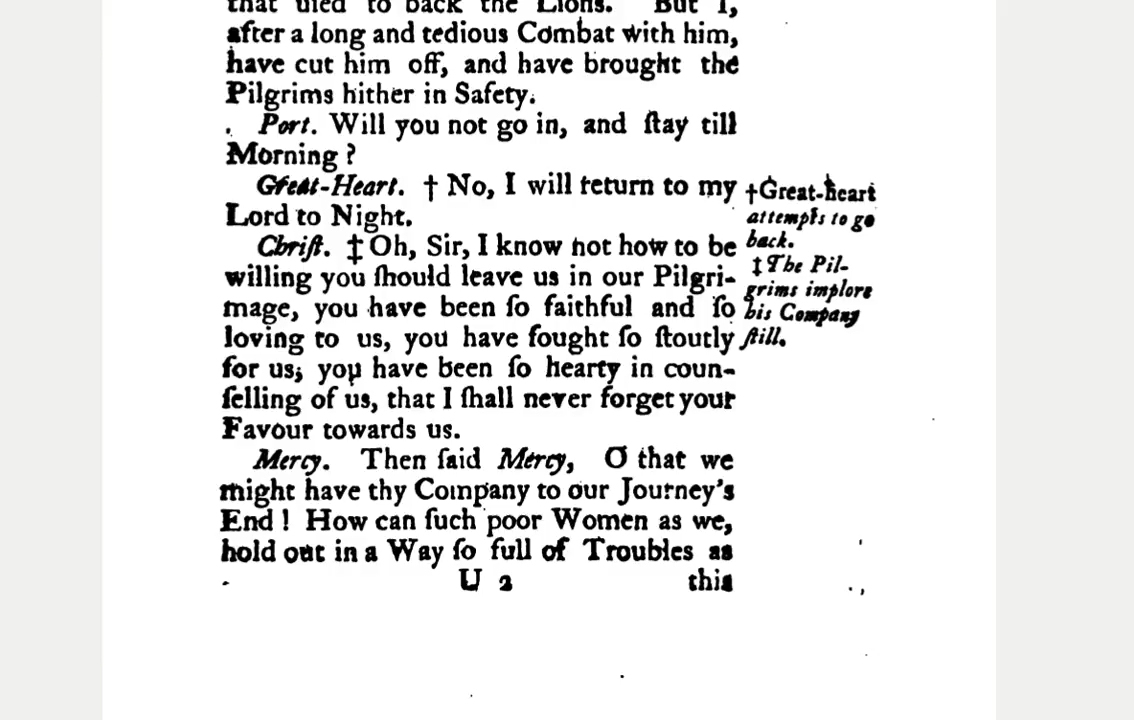 that used to back the Lions. But I,
after a long and tedious Combat with him,
have cut him off, and have brought the
Pilgrims hither in Safety.
Port. Will you not go in, and ſtay till
Morning ?
Great-Heart. † No, I will return to my
Lord to Night.
Chriſt. ‡ Oh, Sir, I know not how to be
willing you ſhould leave us in our Pilgri-
mage, you have been ſo faithful and ſo
loving to us, you have fought ſo ſtoutly
for us; you have been ſo hearty in coun-
ſelling of us, that I ſhall never forget your
Favour towards us.
Mercy. Then ſaid Mercy, O that we
might have thy Company to our Journey's
End ! How can ſuch poor Women as we,
hold out in a Way ſo full of Troubles as
U 2 this
†Great-heart
attempts to go
back.
‡The Pil-
grims implore
his Company
ſtill.